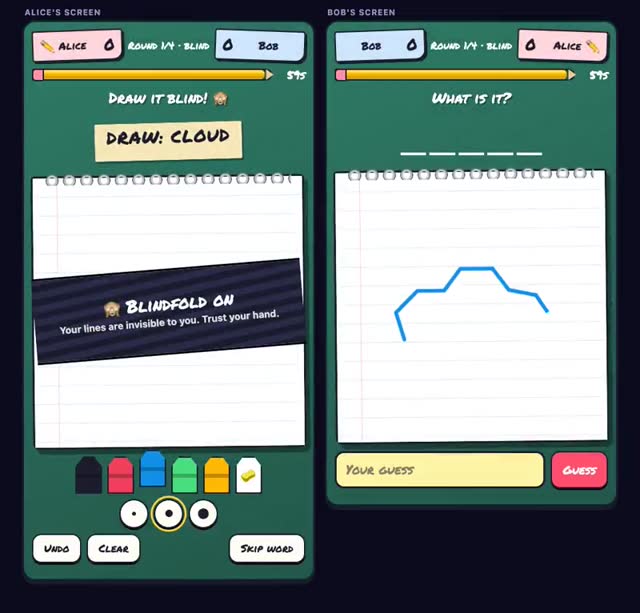 ALICE'S SCREEN
✏️ ALICE 0 ROUND 1/4 · BLIND 0 BOB
59s
DRAW IT BLIND! 🙈
DRAW: CLOUD
🙈 BLINDFOLD ON
Your lines are invisible to you. Trust your hand.
UNDO CLEAR SKIP WORD
BOB'S SCREEN
BOB 0 ROUND 1/4 · BLIND 0 ALICE ✏️
59s
WHAT IS IT?
YOUR GUESS GUESS